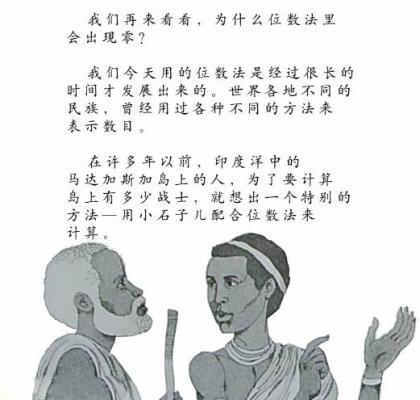 我们再来看看，为什么位数法里
会出现零？
我们今天用的位数法是经过很长的
时间才发展出来的。世界各地不同的
民族，曾经用过各种不同的方法来
表示数目。
在许多年以前，印度洋中的
马达加斯加岛上的人，为了要计算
岛上有多少战士，就想出一个特别的
方法—用小石子儿配合位数法来
计算。